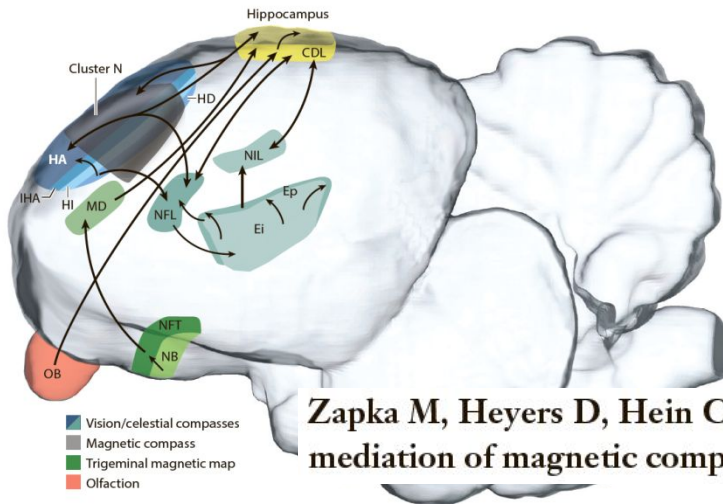 Hippocampus
CDL
Cluster N
HD
HA
NIL
IHA
HI
MD
NFL
Ep
Ei
NFT
NB
OB
Vision/celestial compasses
Magnetic compass
Trigeminal magnetic map
Olfaction
Zapka M, Heyers D, Hein C
mediation of magnetic comp